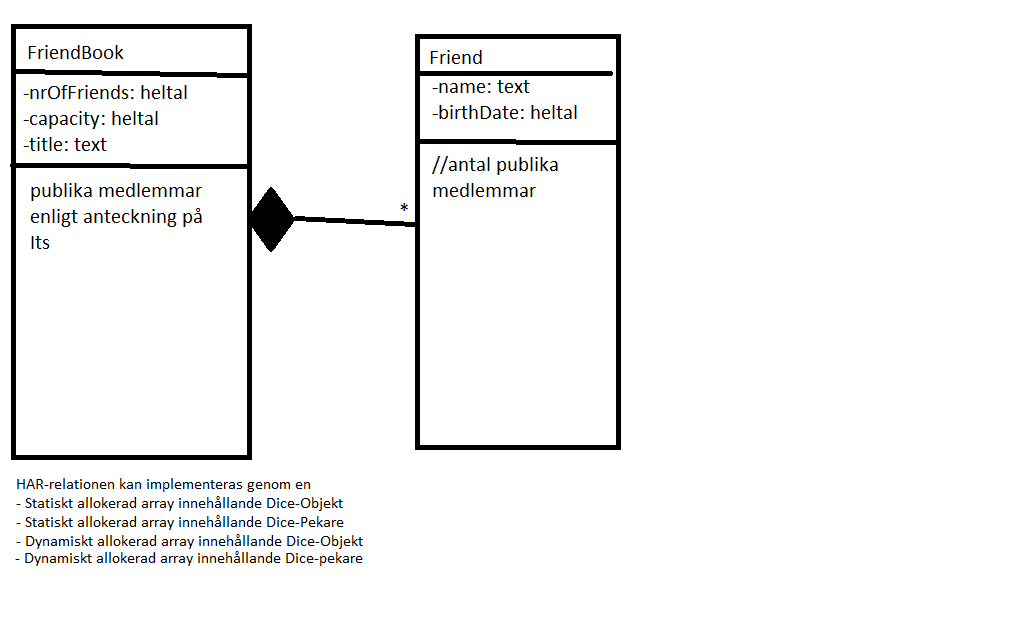 FriendBook
-nrOfFriends: heltal
-capacity: heltal
-title: text
publika medlemmar
enligt anteckning på
Its
*
Friend
-name: text
-birthDate: heltal
//antal publika
medlemmar
HAR-relationen kan implementeras genom en
- Statiskt allokerad array innehållande Dice-Objekt
- Statiskt allokerad array innehållande Dice-Pekare
- Dynamiskt allokerad array innehållande Dice-Objekt
- Dynamiskt allokerad array innehållande Dice-pekare